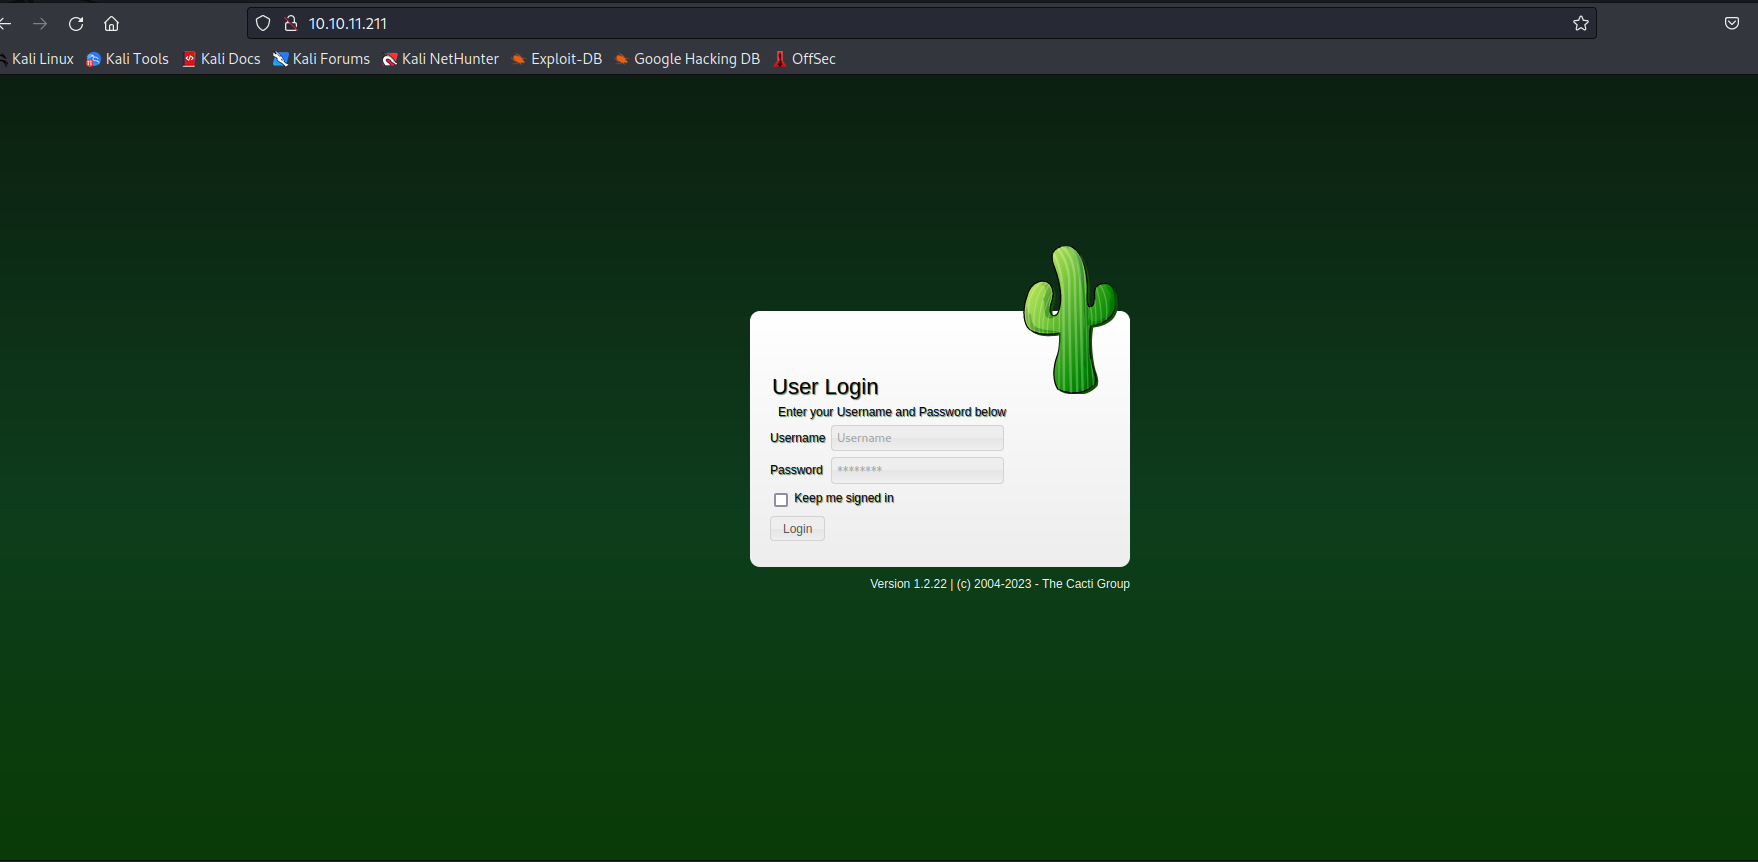 10.10.11.211
Kali Linux Kali Tools Kali Docs Kali Forums Kali NetHunter Exploit-DB Google Hacking DB OffSec
User Login
Enter your Username and Password below
Username Username
Password ********
Keep me signed in
Login
Version 1.2.22 | (c) 2004-2023 - The Cacti Group